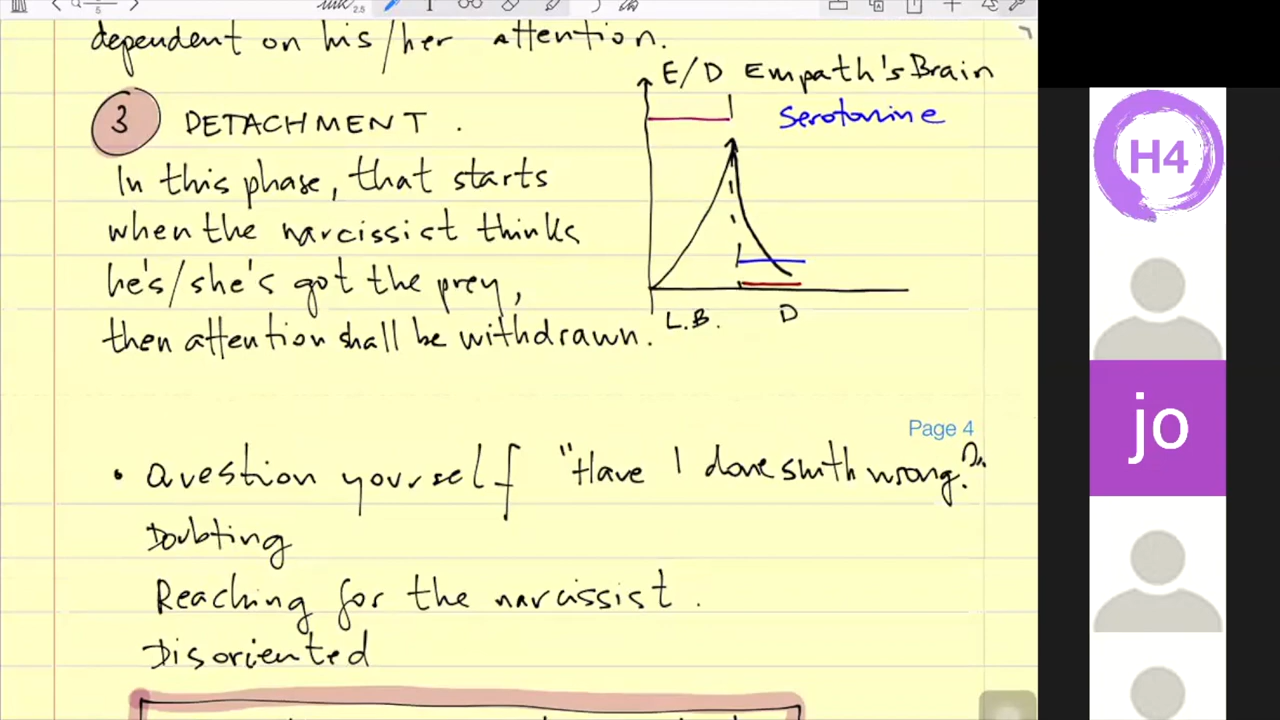 dependent on his/her attention.
E/D Empath's Brain
Serotonine
3 DETACHMENT.
In this phase, that starts
when the narcissist thinks
he's/she's got the prey,
then attention shall be withdrawn.
L.B. D
Page 4
• Question yourself "Have I done smth wrong?"
Doubting
Reaching for the narcissist.
Disoriented
H4
jo